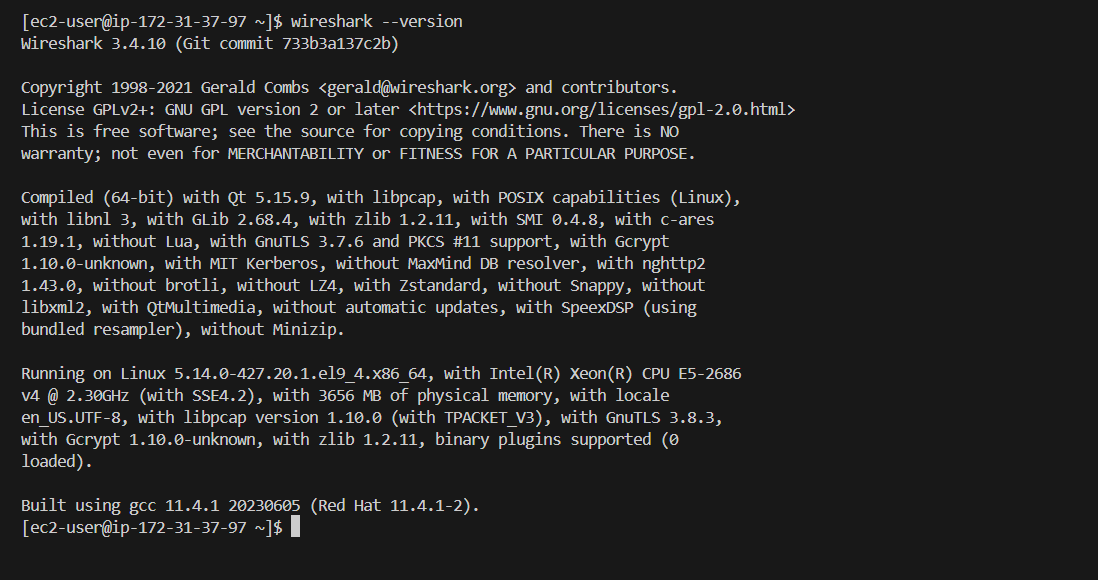 [ec2-user@ip-172-31-37-97 ~]$ wireshark --version
Wireshark 3.4.10 (Git commit 733b3a137c2b)
Copyright 1998-2021 Gerald Combs <gerald@wireshark.org> and contributors.
License GPLv2+: GNU GPL version 2 or later <https://www.gnu.org/licenses/gpl-2.0.html>
This is free software; see the source for copying conditions. There is NO
warranty; not even for MERCHANTABILITY or FITNESS FOR A PARTICULAR PURPOSE.
Compiled (64-bit) with Qt 5.15.9, with libpcap, with POSIX capabilities (Linux),
with libnl 3, with GLib 2.68.4, with zlib 1.2.11, with SMI 0.4.8, with c-ares
1.19.1, without Lua, with GnuTLS 3.7.6 and PKCS #11 support, with Gcrypt
1.10.0-unknown, with MIT Kerberos, without MaxMind DB resolver, with nghttp2
1.43.0, without brotli, without LZ4, with Zstandard, without Snappy, without
libxml2, with QtMultimedia, without automatic updates, with SpeexDSP (using
bundled resampler), without Minizip.
Running on Linux 5.14.0-427.20.1.el9_4.x86_64, with Intel(R) Xeon(R) CPU E5-2686
v4 @ 2.30GHz (with SSE4.2), with 3656 MB of physical memory, with locale
en_US.UTF-8, with libpcap version 1.10.0 (with TPACKET_V3), with GnuTLS 3.8.3,
with Gcrypt 1.10.0-unknown, with zlib 1.2.11, binary plugins supported (0
loaded).
Built using gcc 11.4.1 20230605 (Red Hat 11.4.1-2).
[ec2-user@ip-172-31-37-97 ~]$